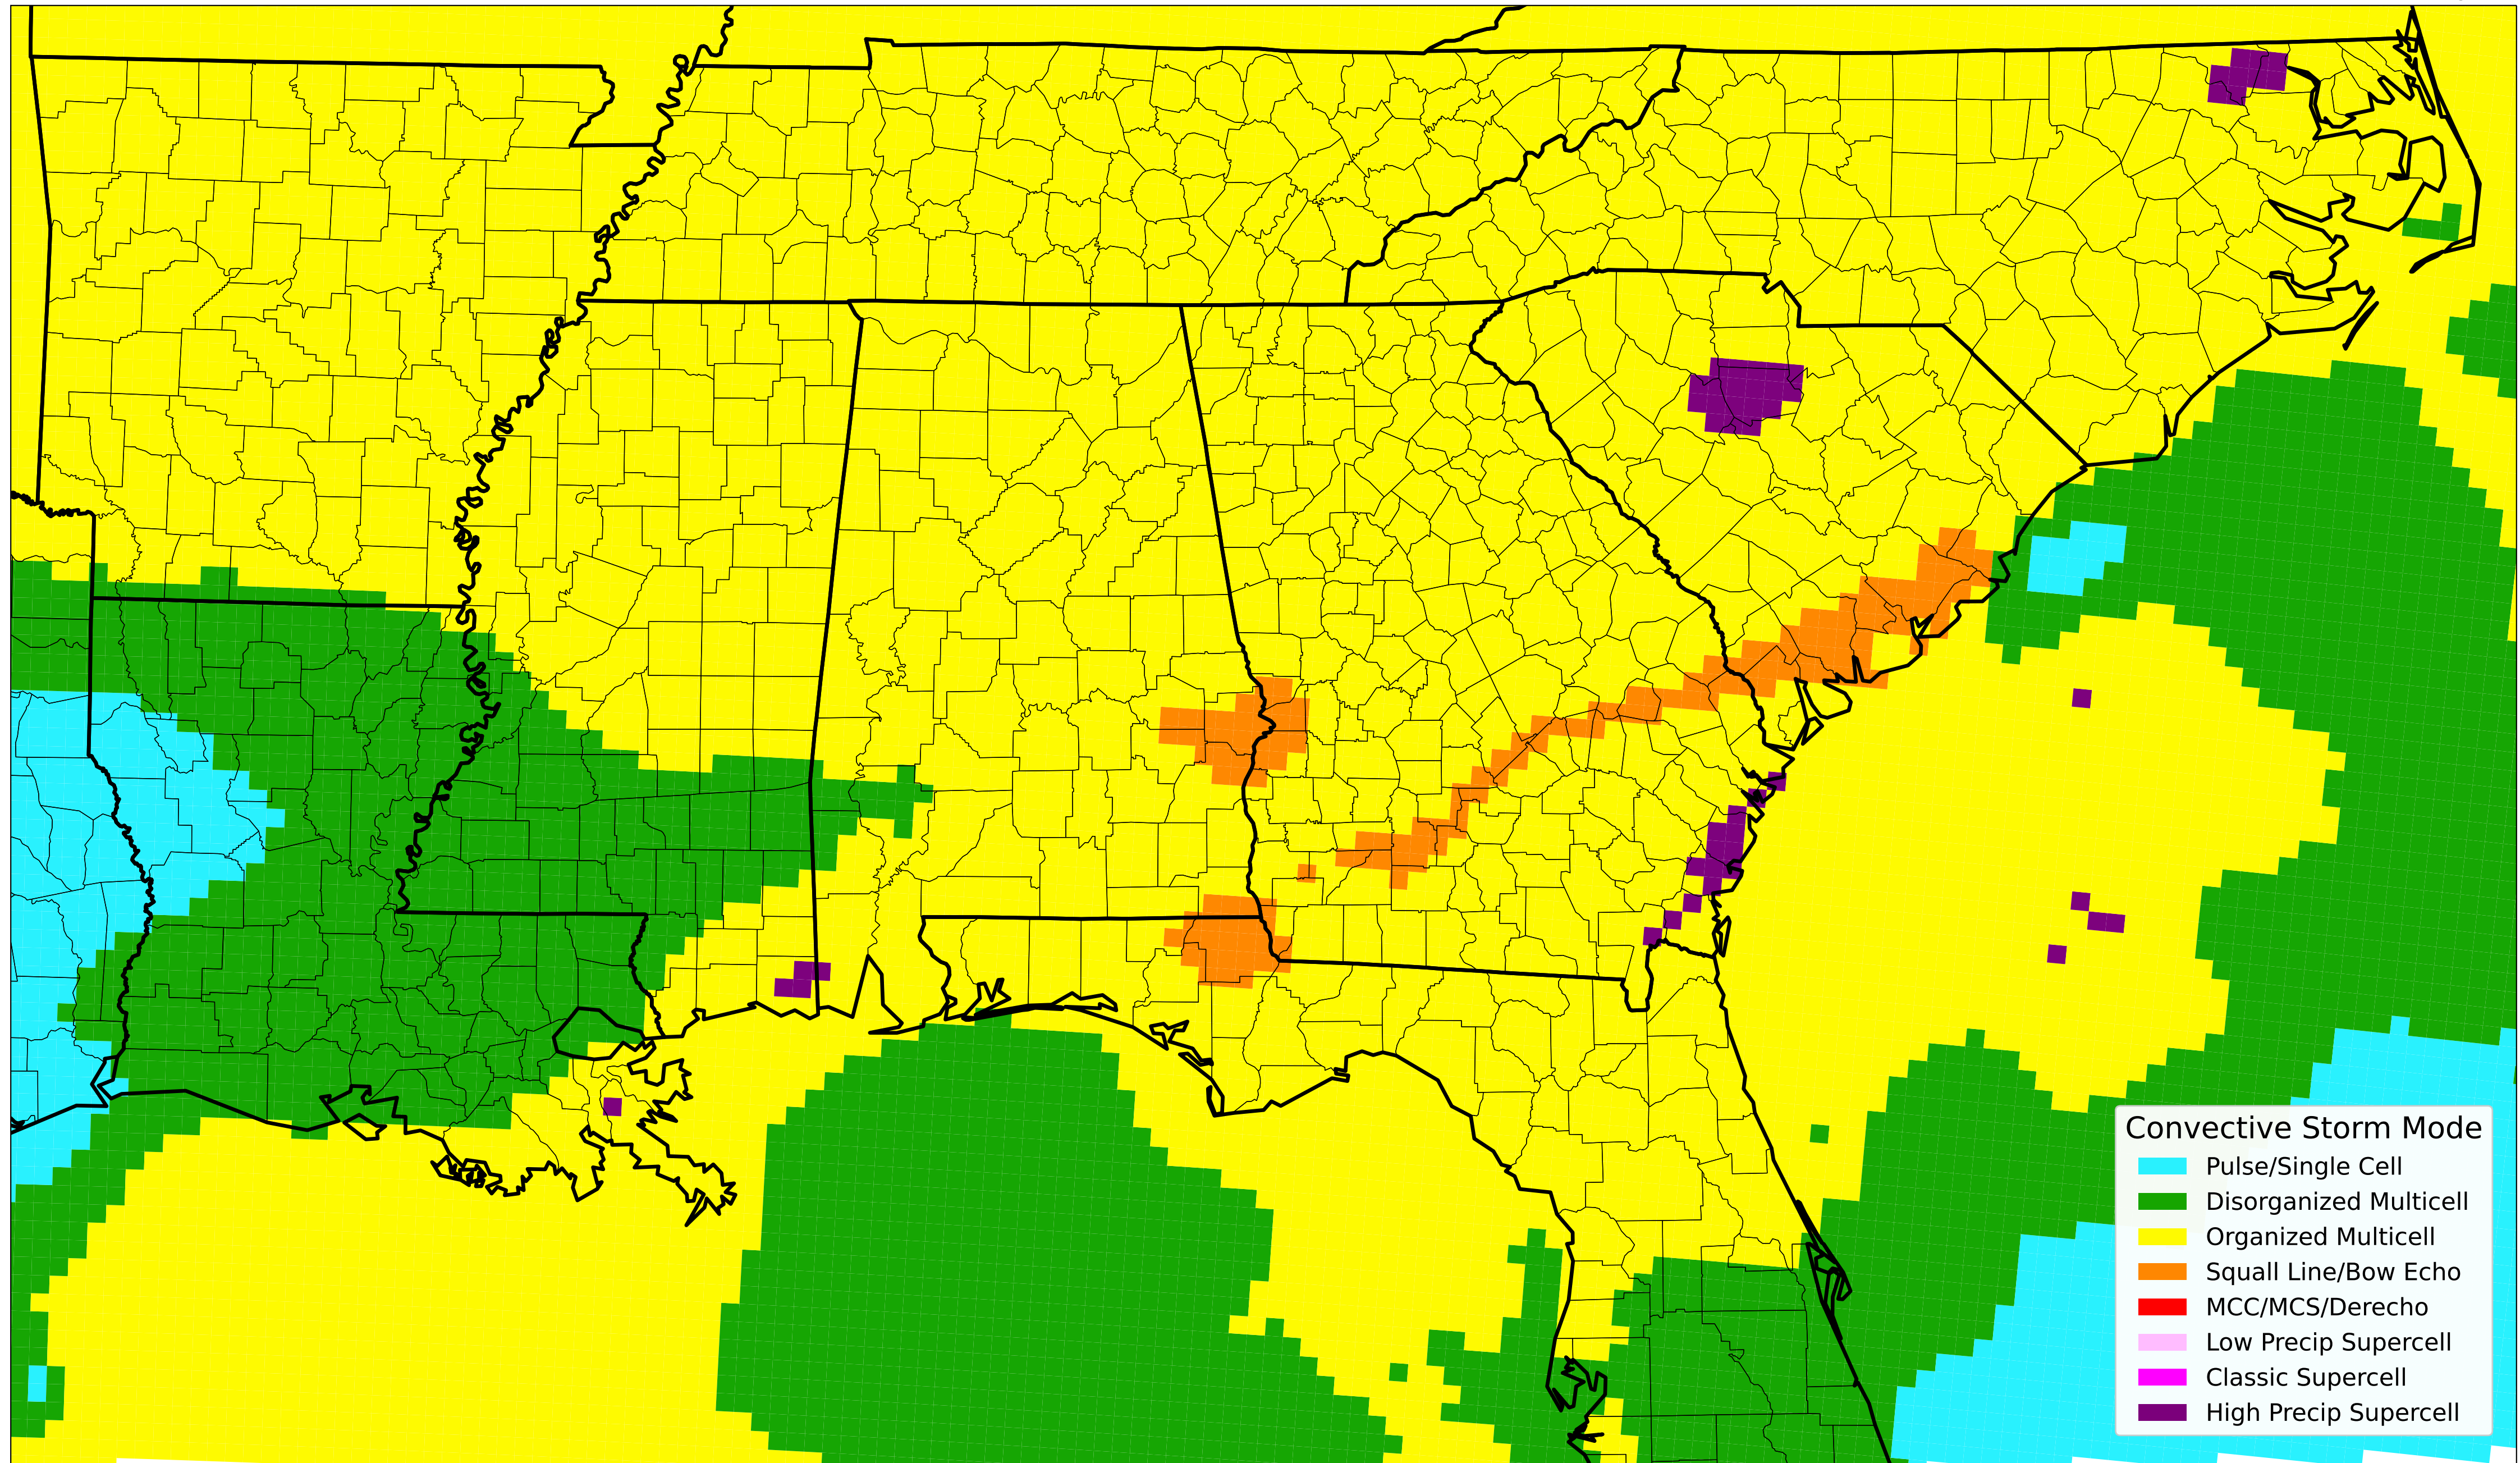 Convective Storm Mode
Pulse/Single Cell
Disorganized Multicell
Organized Multicell
Squall Line/Bow Echo
MCC/MCS/Derecho
Low Precip Supercell
Classic Supercell
High Precip Supercell